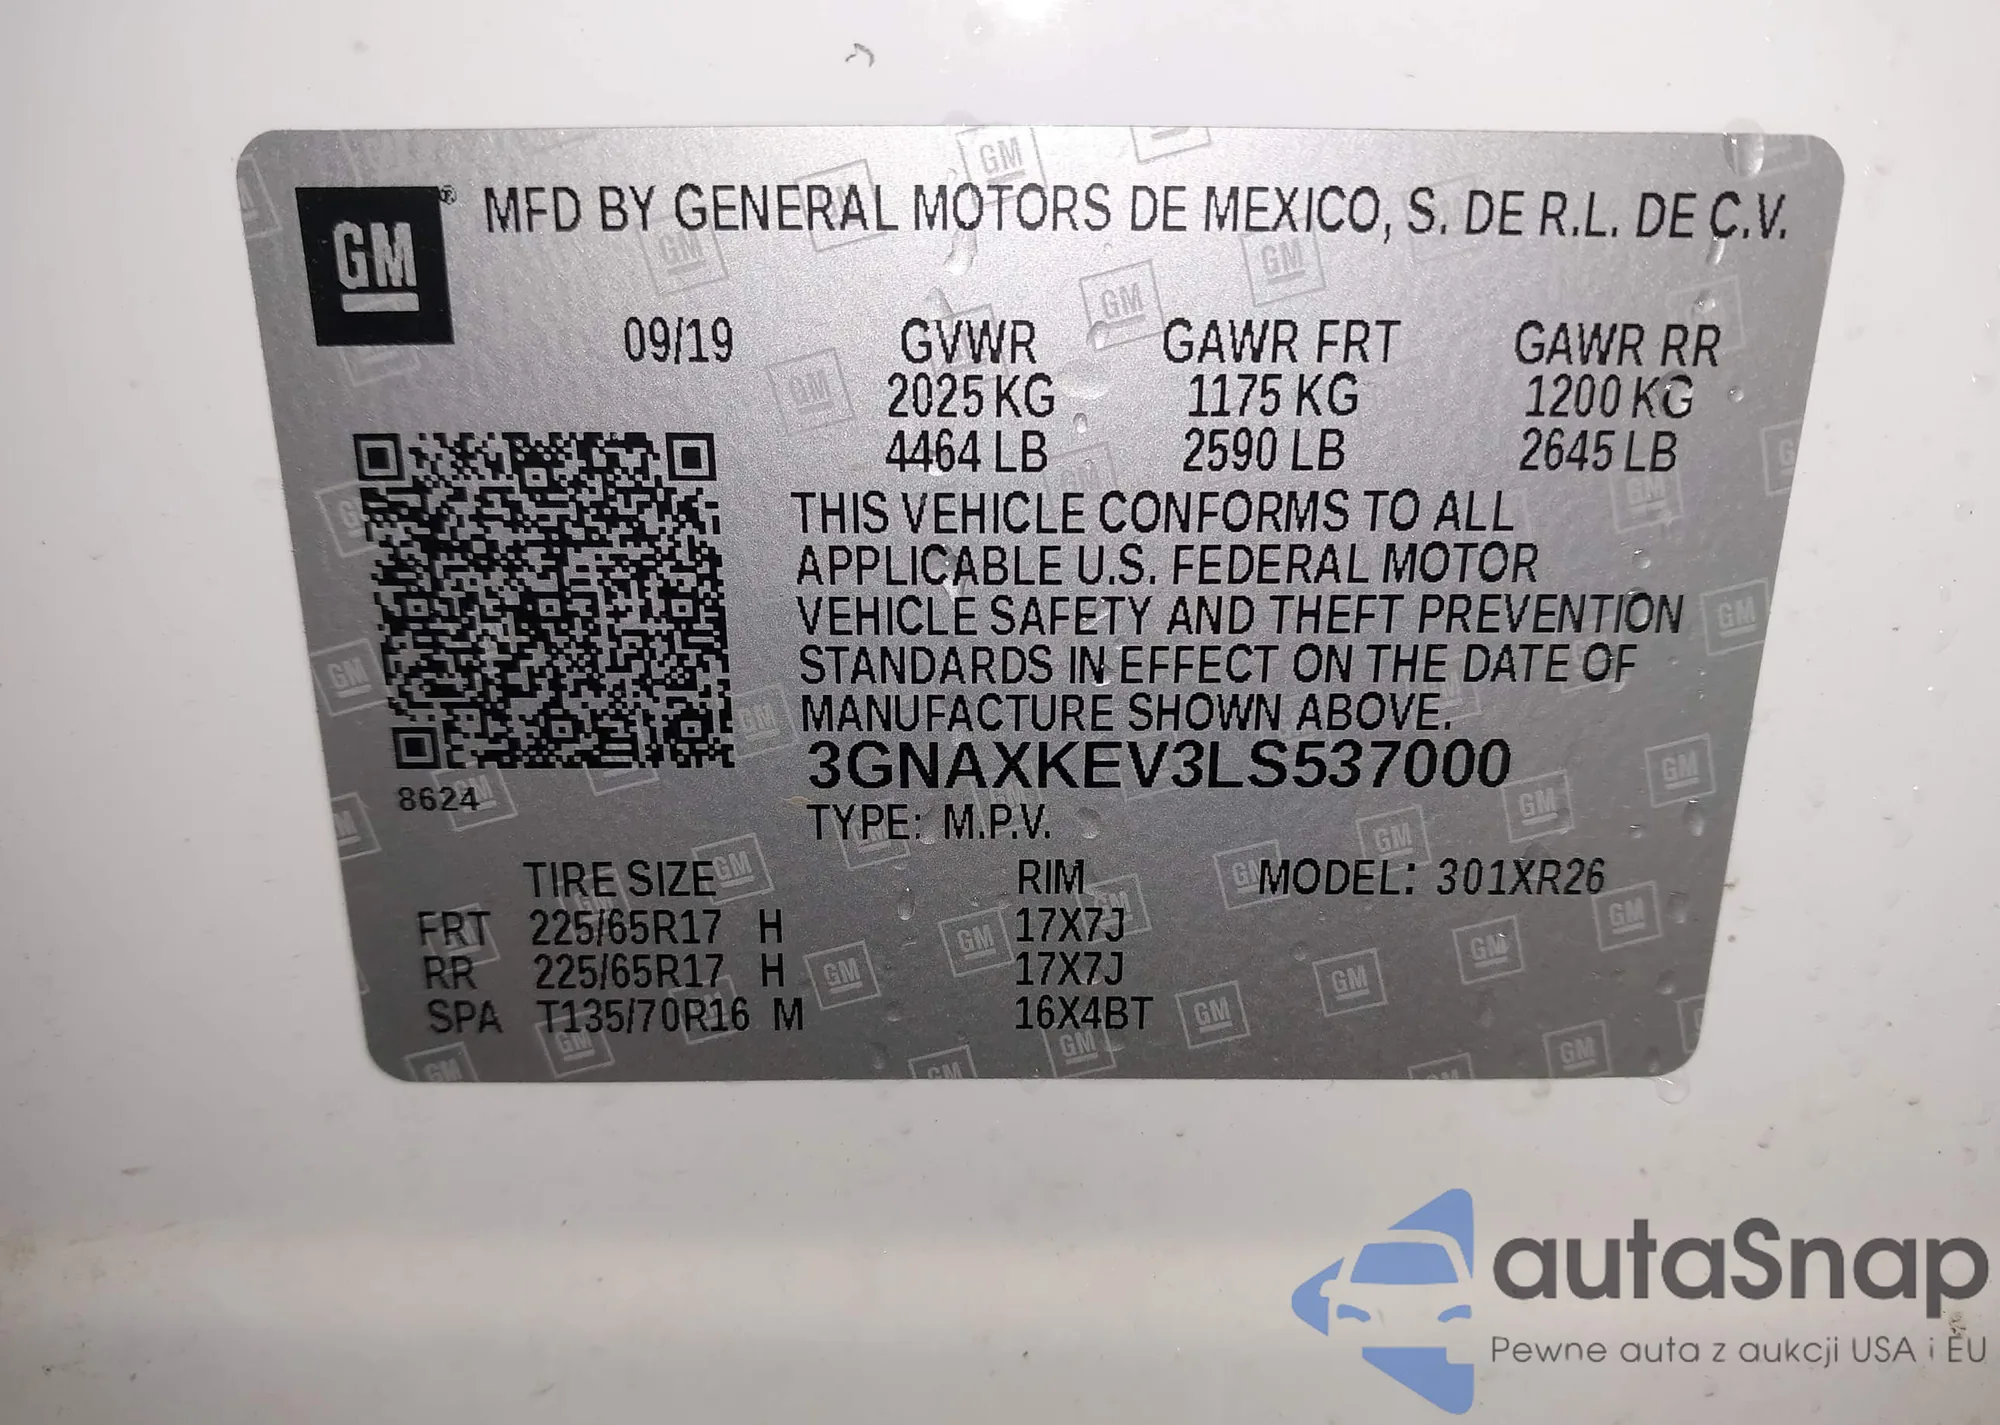 GM® MFD BY GENERAL MOTORS DE MEXICO, S. DE R.L. DE C.V.
09/19 GVWR GAWR FRT GAWR RR
2025 KG 1175 KG 1200 KG
4464 LB 2590 LB 2645 LB
THIS VEHICLE CONFORMS TO ALL
APPLICABLE U.S. FEDERAL MOTOR
VEHICLE SAFETY AND THEFT PREVENTION
STANDARDS IN EFFECT ON THE DATE OF
MANUFACTURE SHOWN ABOVE.
3GNAXKEV3LS537000
8624
TYPE: M.P.V.
TIRE SIZE RIM MODEL: 301XR26
FRT 225/65R17 H 17X7J
RR 225/65R17 H 17X7J
SPA T135/70R16 M 16X4BT
autaSnap
Pewne auta z aukcji USA i EU